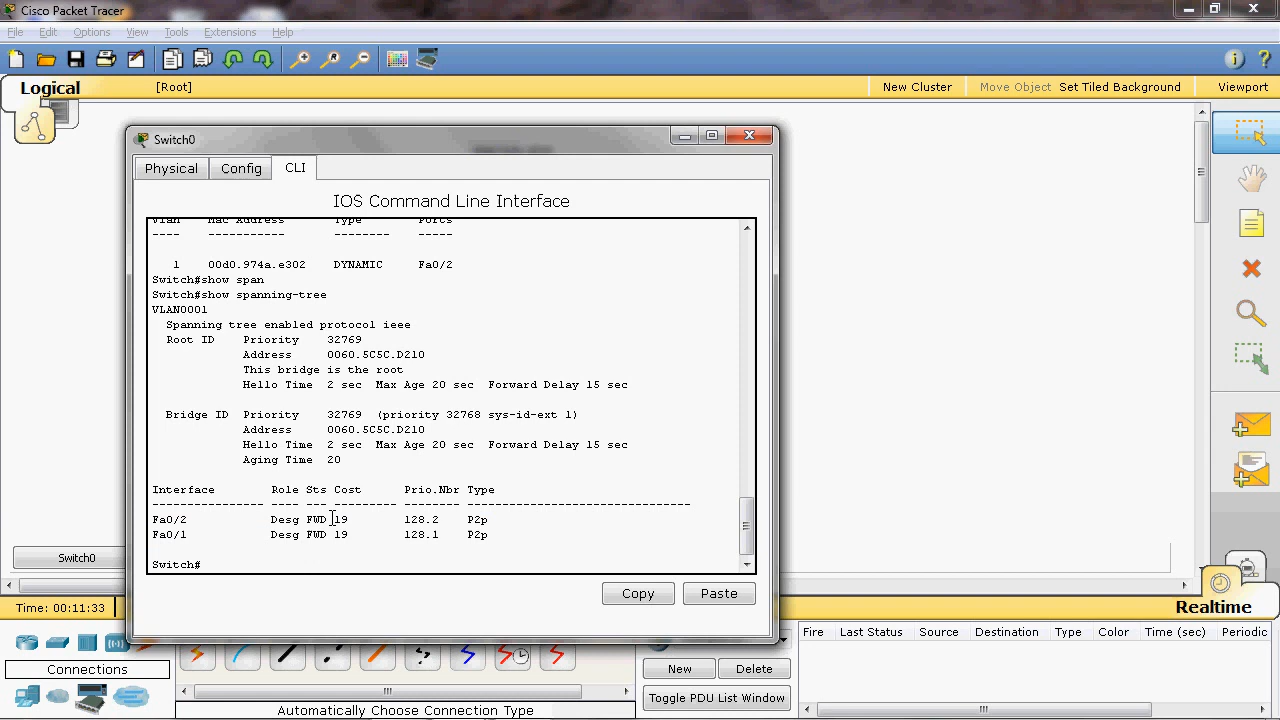 Cisco Packet Tracer
File Edit Options View Tools Extensions Help
Logical [Root] New Cluster Move Object Set Tiled Background Viewport
Switch0
Physical Config CLI
IOS Command Line Interface
Vlan Mac Address Type Ports
---- ----------- -------- -----
1 00d0.974a.e302 DYNAMIC Fa0/2
Switch#show span
Switch#show spanning-tree
VLAN0001
Spanning tree enabled protocol ieee
Root ID Priority 32769
Address 0060.5C5C.D210
This bridge is the root
Hello Time 2 sec Max Age 20 sec Forward Delay 15 sec
Bridge ID Priority 32769 (priority 32768 sys-id-ext 1)
Address 0060.5C5C.D210
Hello Time 2 sec Max Age 20 sec Forward Delay 15 sec
Aging Time 20
Interface Role Sts Cost Prio.Nbr Type
---------------- ---- --- --------- -------- --------------------------------
Fa0/2 Desg FWD 19 128.2 P2p
Fa0/1 Desg FWD 19 128.1 P2p
Switch#
Copy Paste
Switch0
Time: 00:11:33
Realtime
Connections
Automatically Choose Connection Type
New Delete
Toggle PDU List Window
Fi Last Status Source Destination Type Color Time (sec) Periodic